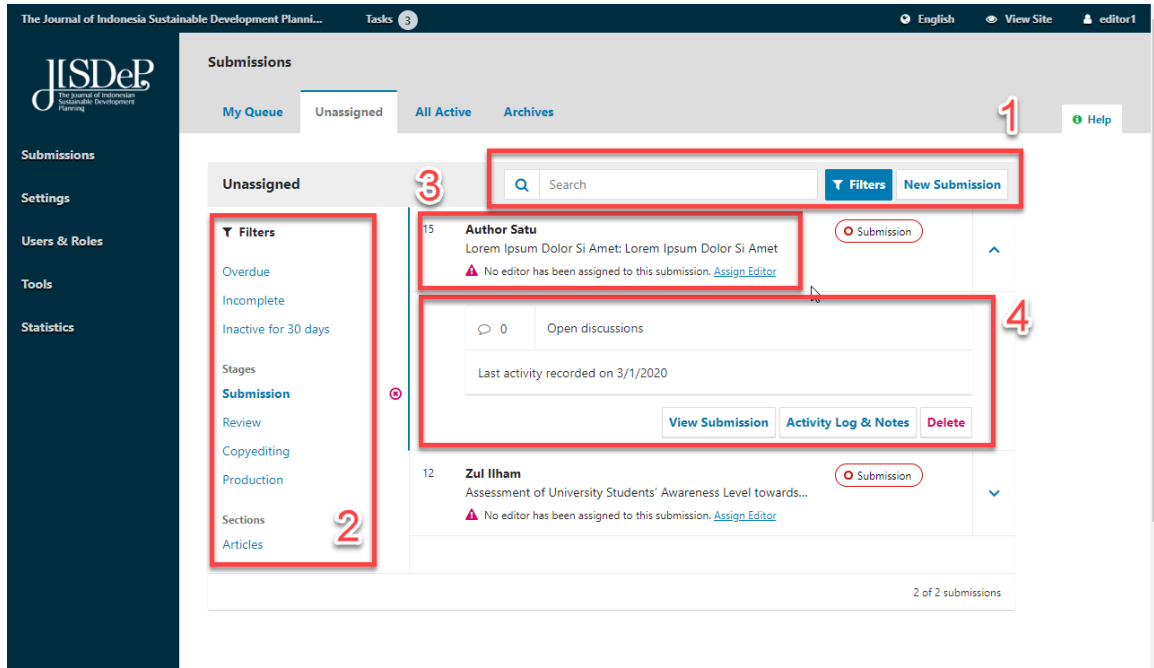 The Journal of Indonesia Sustainable Development Planni...
Tasks 3
English
View Site
editor1
JISDeP
The Journal of Indonesian
Sustainable Development
Planning
Submissions
Settings
Users & Roles
Tools
Statistics
Submissions
My Queue
Unassigned
All Active
Archives
1
Help
Unassigned
3
Search
Filters
New Submission
Filters
Overdue
Incomplete
Inactive for 30 days
Stages
Submission
Review
Copyediting
Production
Sections
2
Articles
15
Author Satu
Submission
Lorem Ipsum Dolor Si Amet: Lorem Ipsum Dolor Si Amet
No editor has been assigned to this submission. Assign Editor
4
0 Open discussions
Last activity recorded on 3/1/2020
View Submission
Activity Log & Notes
Delete
12
Zul Ilham
Submission
Assessment of University Students' Awareness Level towards...
No editor has been assigned to this submission. Assign Editor
2 of 2 submissions